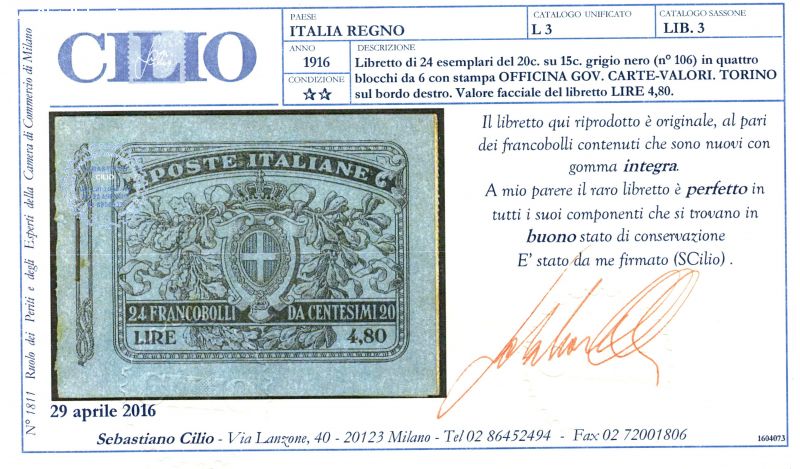 CILIO
PAESE
ITALIA REGNO
CATALOGO UNIFICATO
L 3
CATALOGO SASSONE
LIB. 3
ANNO
1916
CONDIZIONE
☆☆
DESCRIZIONE
Libretto di 24 esemplari del 20c. su 15c. grigio nero (n° 106) in quattro
blocchi da 6 con stampa OFFICINA GOV. CARTE-VALORI. TORINO
sul bordo destro. Valore facciale del libretto LIRE 4,80.
N° 1811 Ruolo dei Periti e degli Esperti della Camera di Commercio di Milano
POSTE ITALIANE
24 FRANCOBOLLI DA CENTESIMI 20
LIRE 4,80
Il libretto qui riprodotto è originale, al pari
dei francobolli contenuti che sono nuovi con
gomma integra.
A mio parere il raro libretto è perfetto in
tutti i suoi componenti che si trovano in
buono stato di conservazione
E' stato da me firmato (SCilio) .
29 aprile 2016
Sebastiano Cilio - Via Lanzone, 40 - 20123 Milano - Tel 02 86452494 - Fax 02 72001806
1604073